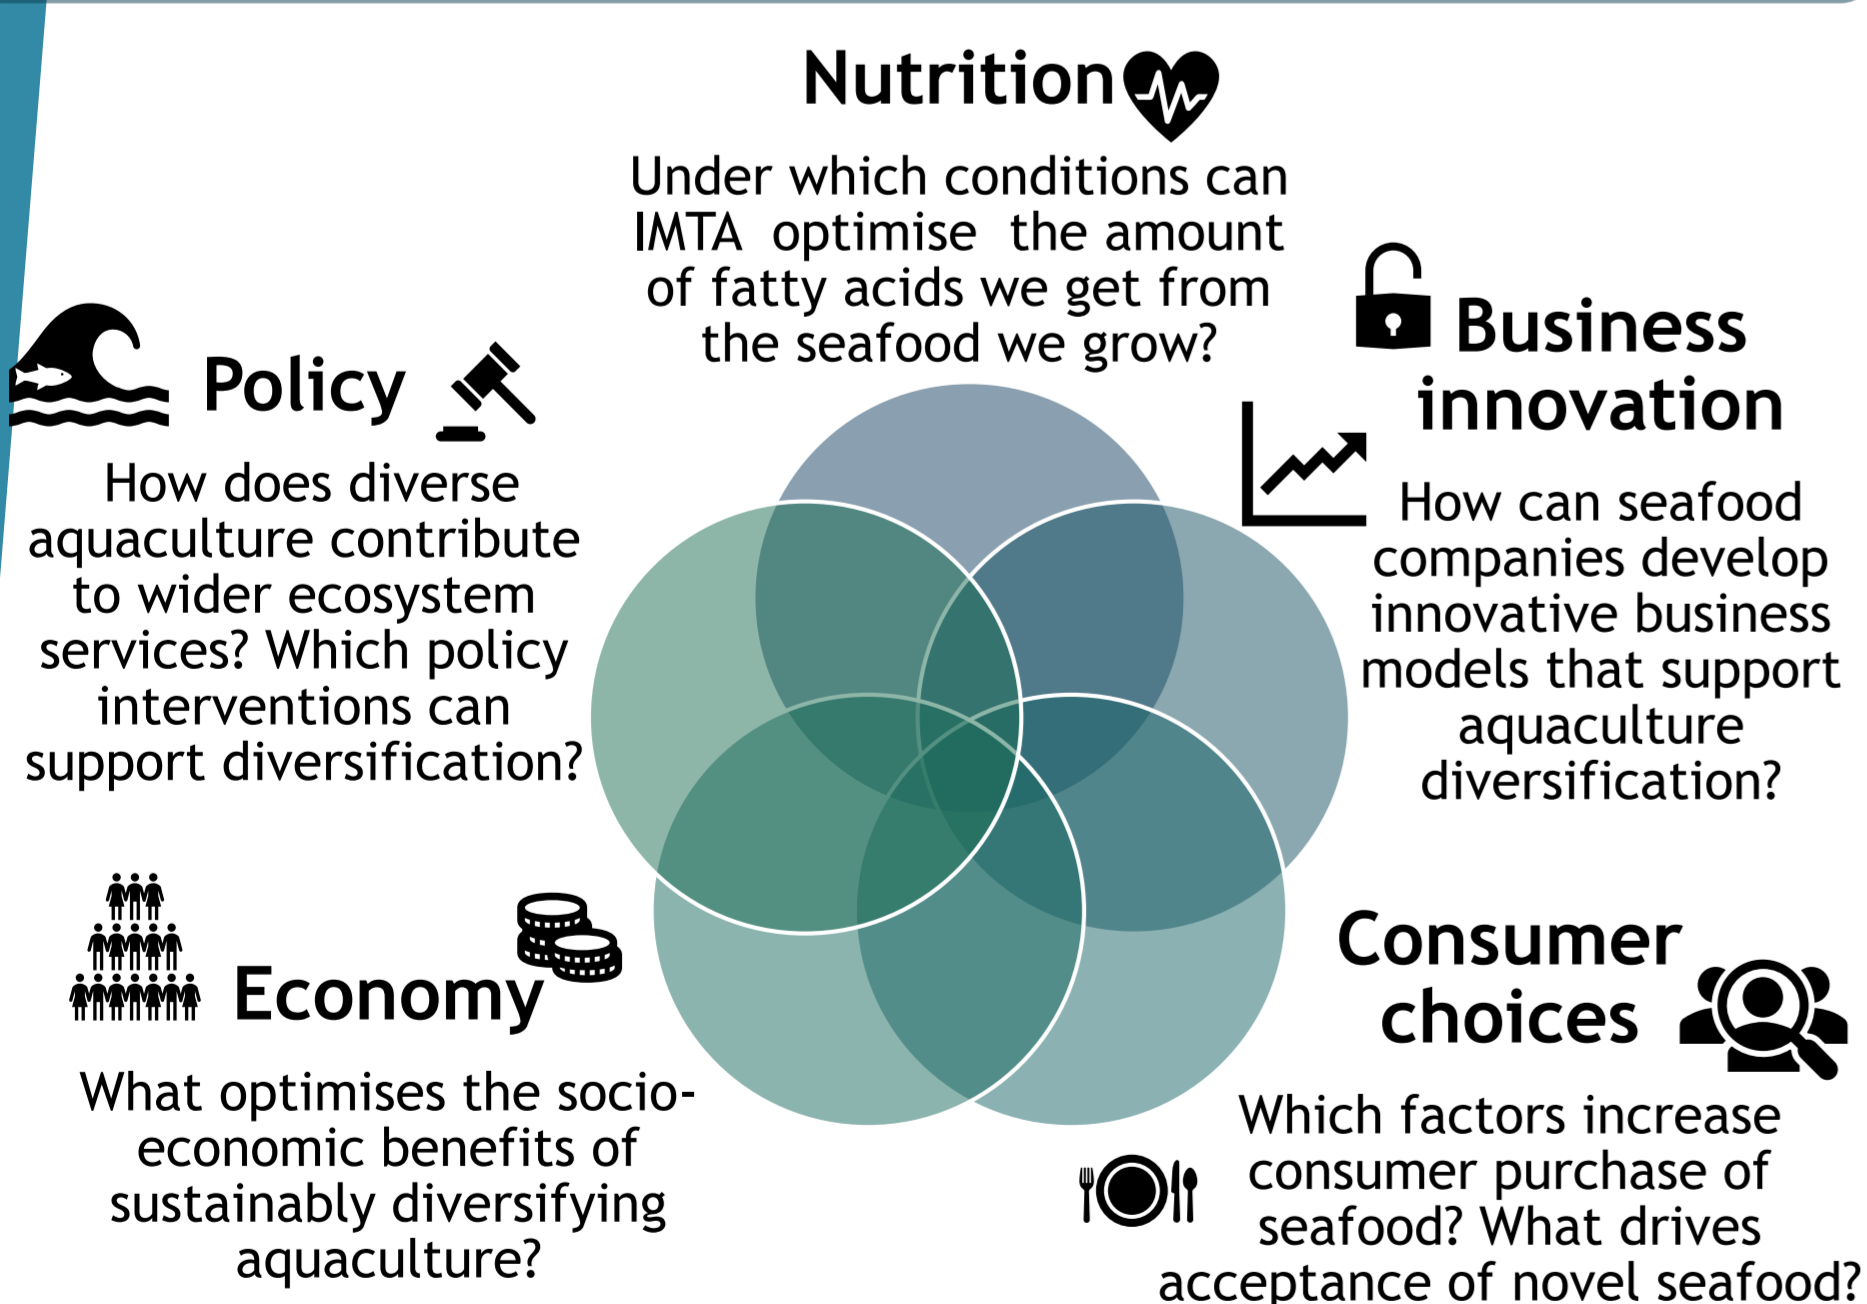 Nutrition
Under which conditions can
IMTA optimise the amount
of fatty acids we get from
the seafood we grow?
Business
innovation
How can seafood
companies develop
innovative business
models that support
aquaculture
diversification?
Policy
How does diverse
aquaculture contribute
to wider ecosystem
services? Which policy
interventions can
support diversification?
Economy
What optimises the socio-
economic benefits of
sustainably diversifying
aquaculture?
Consumer
choices
Which factors increase
consumer purchase of
seafood? What drives
acceptance of novel seafood?